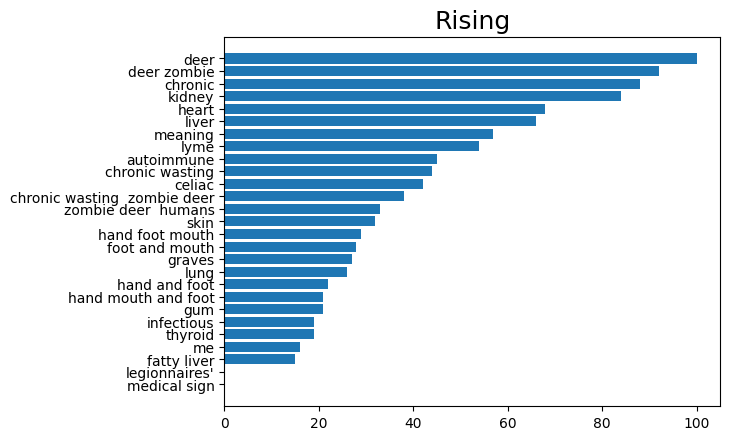 Rising
deer
deer zombie
chronic
kidney
heart
liver
meaning
lyme
autoimmune
chronic wasting
celiac
chronic wasting  zombie deer
zombie deer  humans
skin
hand foot mouth
foot and mouth
graves
lung
hand and foot
hand mouth and foot
gum
infectious
thyroid
me
fatty liver
legionnaires'
medical sign
0 20 40 60 80 100